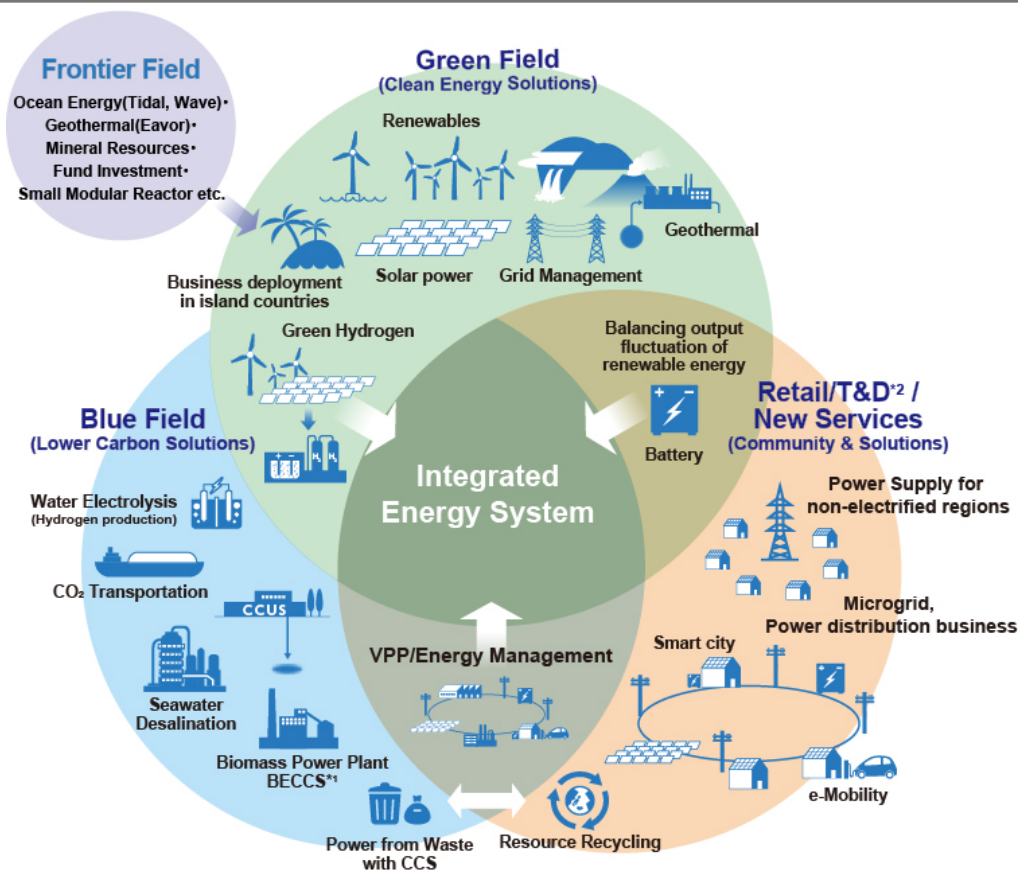 Frontier Field
Ocean Energy(Tidal, Wave)・
Geothermal(Eavor)・
Mineral Resources・
Fund Investment・
Small Modular Reactor etc.
Green Field
(Clean Energy Solutions)
Renewables
Geothermal
Solar power
Grid Management
Business deployment
in island countries
Green Hydrogen
H₂ H₂
Balancing output
fluctuation of
renewable energy
Battery
Blue Field
(Lower Carbon Solutions)
Water Electrolysis
(Hydrogen production)
CO₂ Transportation
CCUS
Seawater
Desalination
Biomass Power Plant
BECCS*1
Power from Waste
with CCS
Integrated
Energy System
VPP/Energy Management
Retail/T&D*2 /
New Services
(Community & Solutions)
Power Supply for
non-electrified regions
Microgrid,
Power distribution business
Smart city
e-Mobility
Resource Recycling